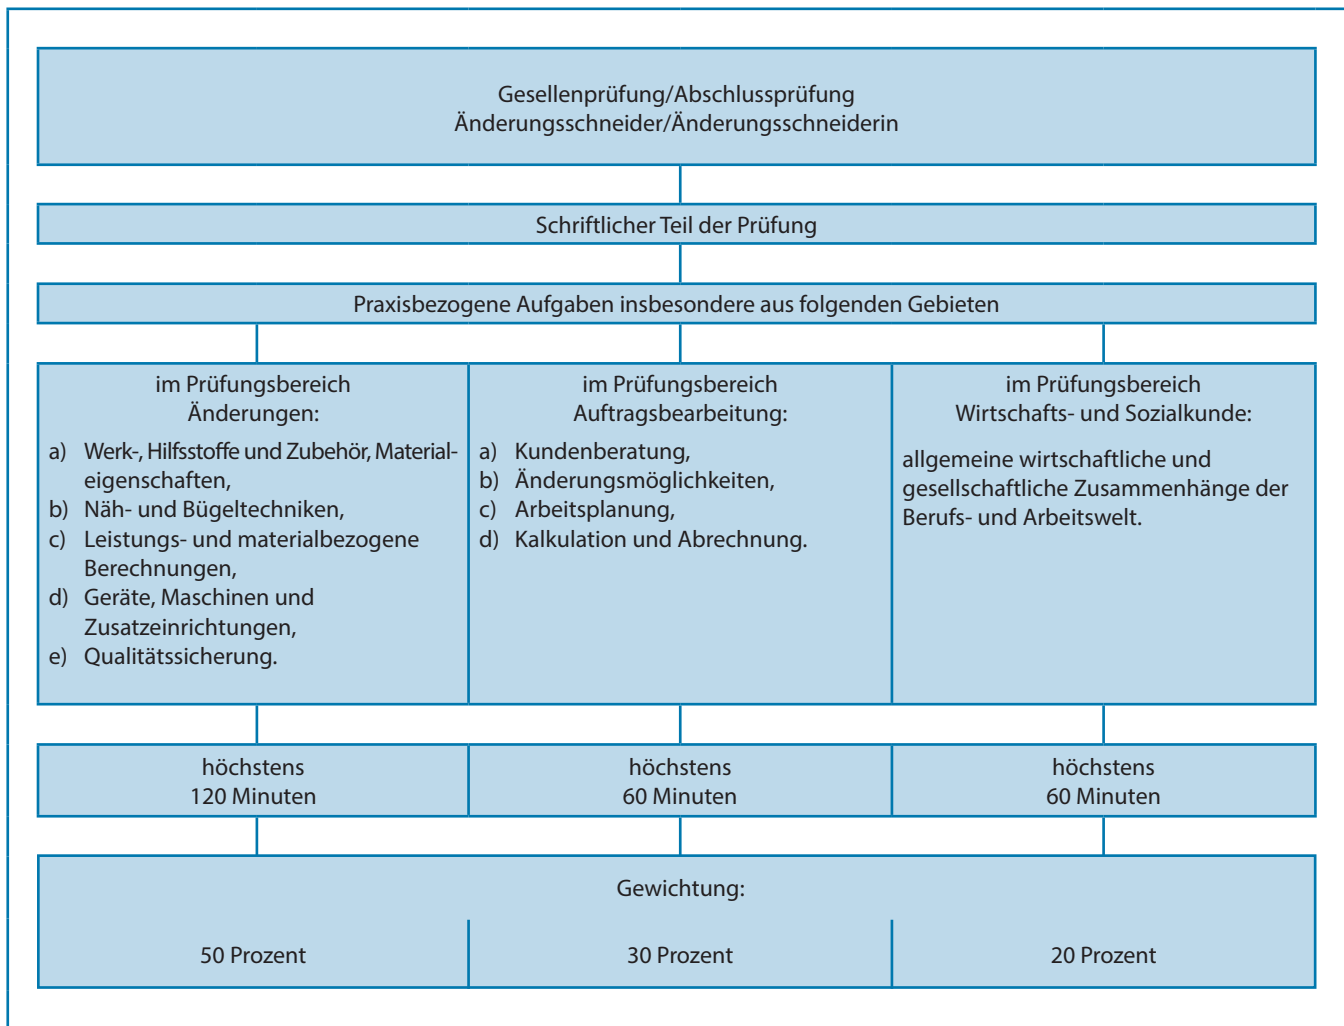 Gesellenprüfung/Abschlussprüfung
Änderungsschneider/Änderungsschneiderin
Schriftlicher Teil der Prüfung
Praxisbezogene Aufgaben insbesondere aus folgenden Gebieten
im Prüfungsbereich
Änderungen:
a) Werk-, Hilfsstoffe und Zubehör, Material-
eigenschaften,
b) Näh- und Bügeltechniken,
c) Leistungs- und materialbezogene
Berechnungen,
d) Geräte, Maschinen und
Zusatzeinrichtungen,
e) Qualitätssicherung.
im Prüfungsbereich
Auftragsbearbeitung:
a) Kundenberatung,
b) Änderungsmöglichkeiten,
c) Arbeitsplanung,
d) Kalkulation und Abrechnung.
im Prüfungsbereich
Wirtschafts- und Sozialkunde:
allgemeine wirtschaftliche und
gesellschaftliche Zusammenhänge der
Berufs- und Arbeitswelt.
höchstens
120 Minuten
höchstens
60 Minuten
höchstens
60 Minuten
Gewichtung:
50 Prozent
30 Prozent
20 Prozent